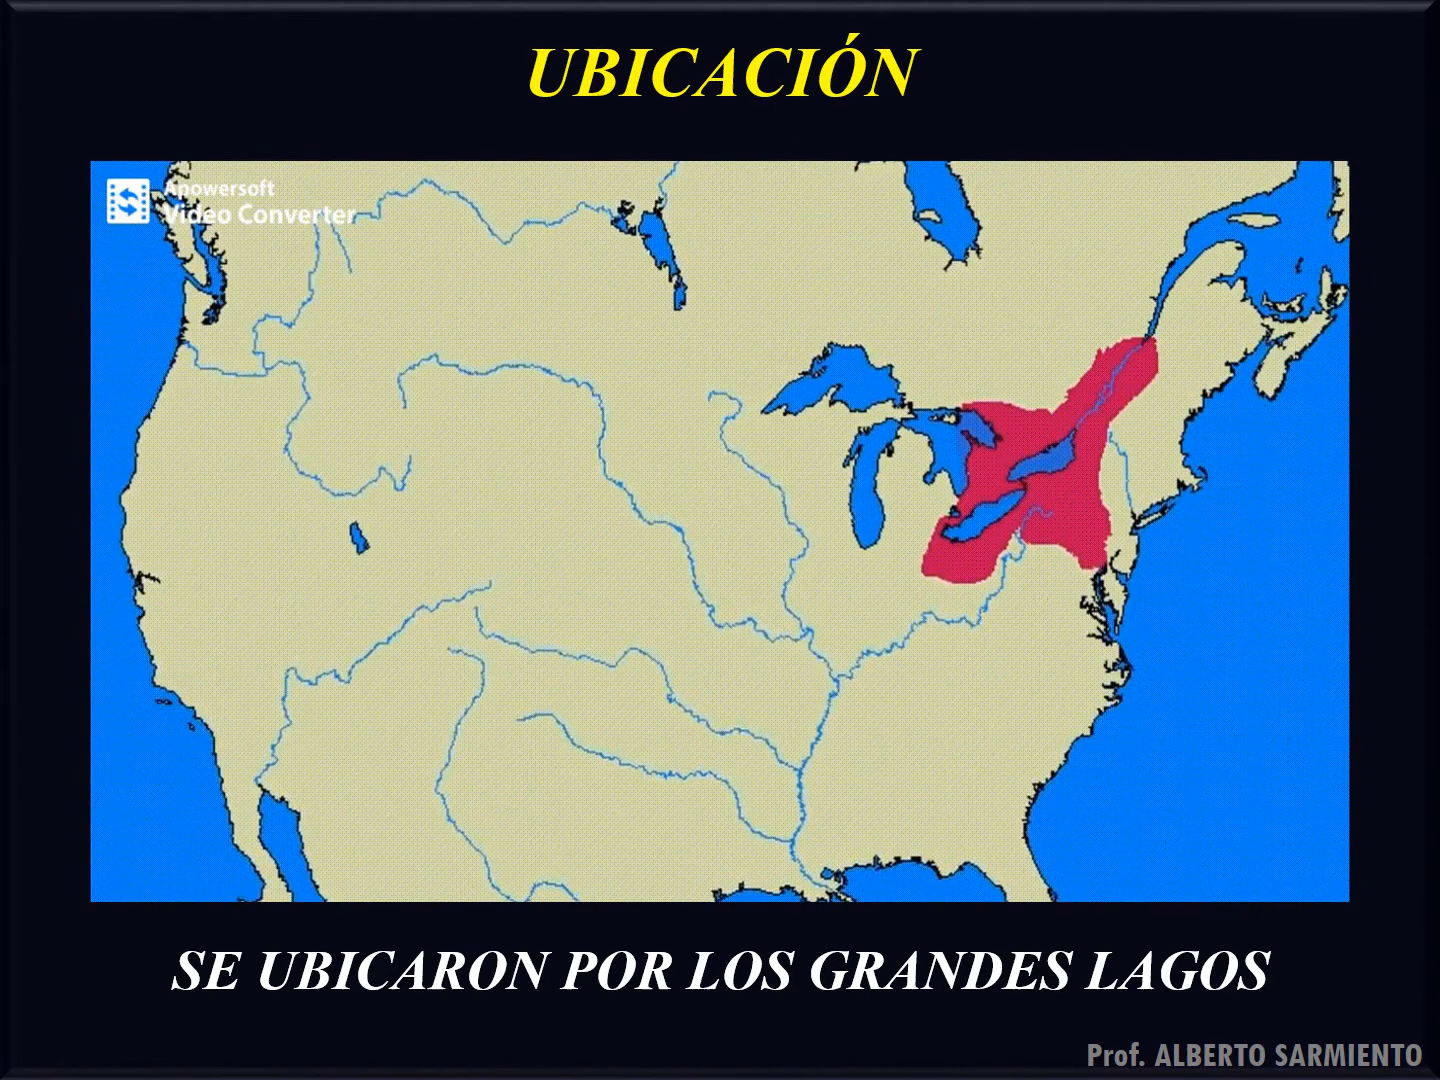 UBICACIÓN
Apowersoft
Video Converter
SE UBICARON POR LOS GRANDES LAGOS
Prof. ALBERTO SARMIENTO